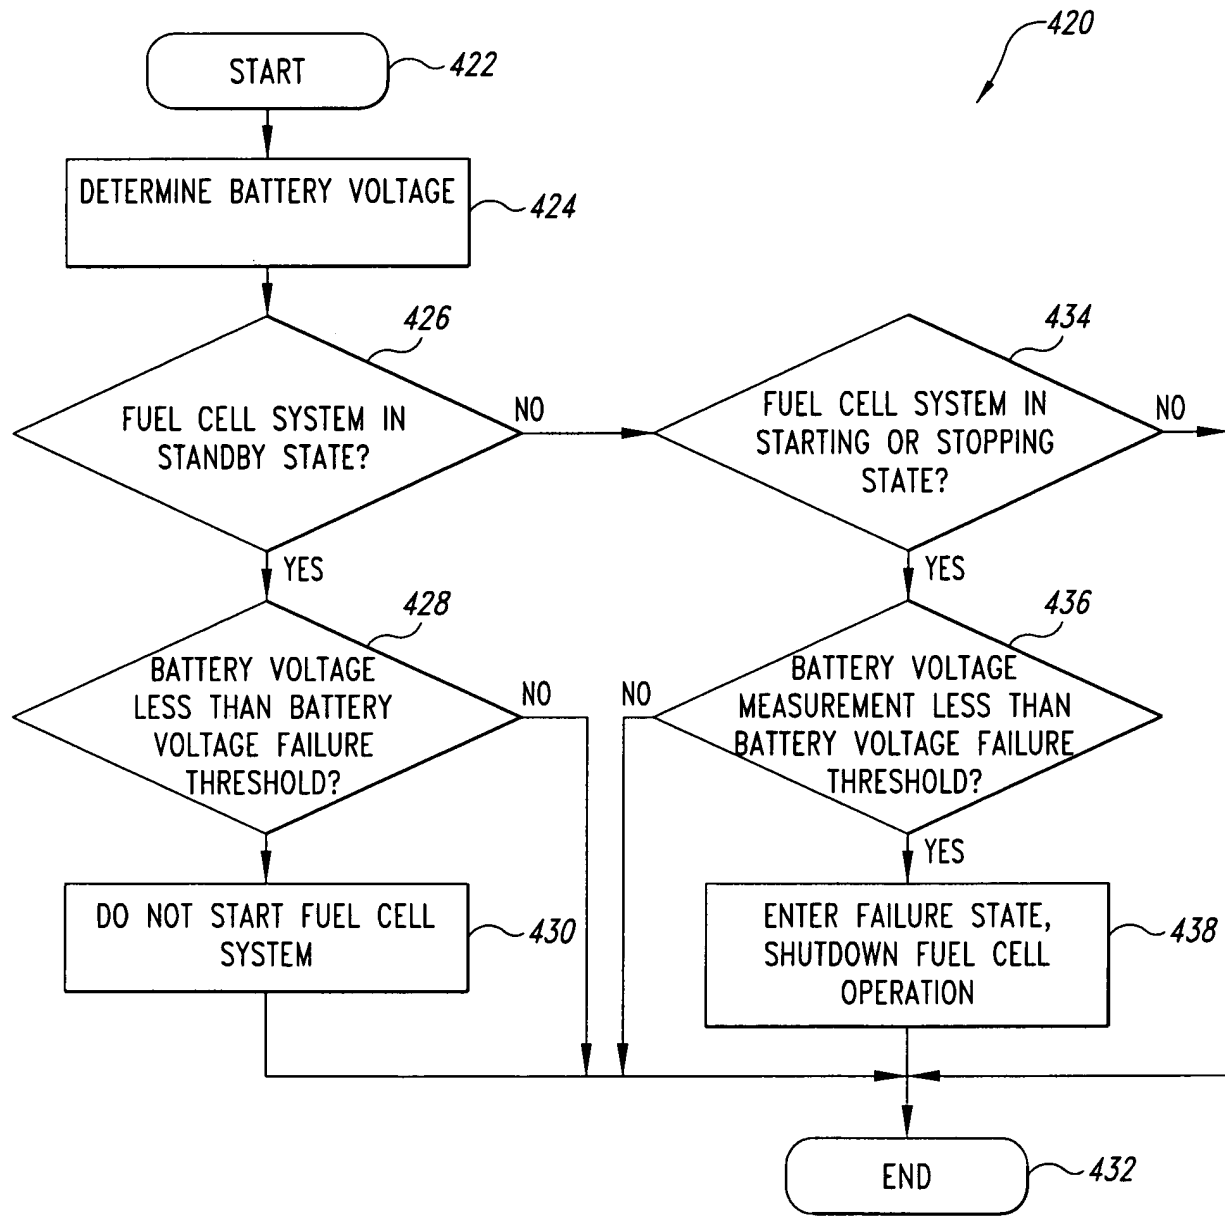 420
START
422
DETERMINE BATTERY VOLTAGE
424
426
FUEL CELL SYSTEM IN
STANDBY STATE?
NO
YES
434
FUEL CELL SYSTEM IN
STARTING OR STOPPING
STATE?
NO
YES
428
BATTERY VOLTAGE
LESS THAN BATTERY
VOLTAGE FAILURE
THRESHOLD?
NO
436
BATTERY VOLTAGE
MEASUREMENT LESS THAN
BATTERY VOLTAGE FAILURE
THRESHOLD?
NO
YES
DO NOT START FUEL CELL
SYSTEM
430
ENTER FAILURE STATE,
SHUTDOWN FUEL CELL
OPERATION
438
END
432